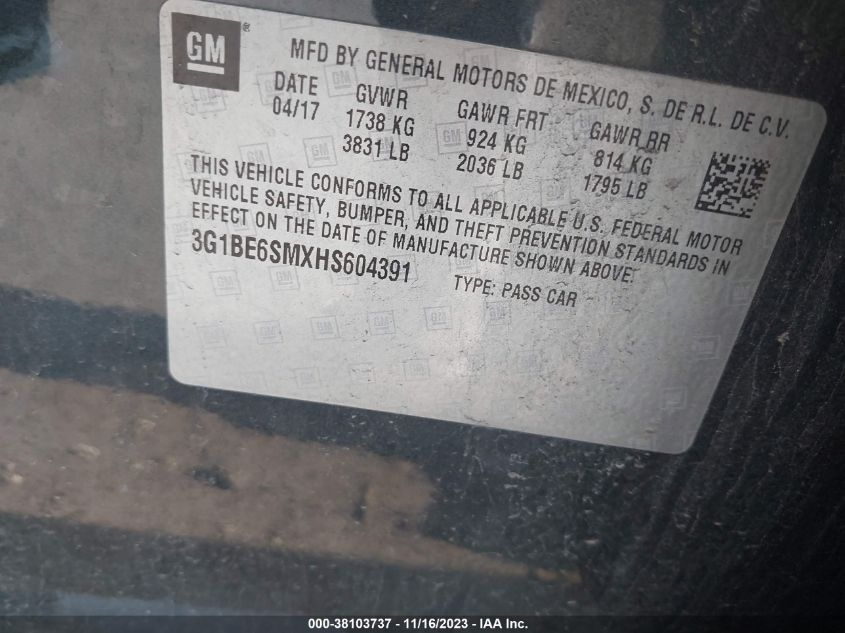 GM®
MFD BY GENERAL MOTORS DE MEXICO, S. DE R.L. DE C.V.
DATE GVWR GAWR FRT GAWR RR
04/17 1738 KG 924 KG 814 KG
3831 LB 2036 LB 1795 LB
THIS VEHICLE CONFORMS TO ALL APPLICABLE U.S. FEDERAL MOTOR
VEHICLE SAFETY, BUMPER, AND THEFT PREVENTION STANDARDS IN
EFFECT ON THE DATE OF MANUFACTURE SHOWN ABOVE:
3G1BE6SMXHS604391 TYPE: PASS CAR
000-38103737 - 11/16/2023 - IAA Inc.